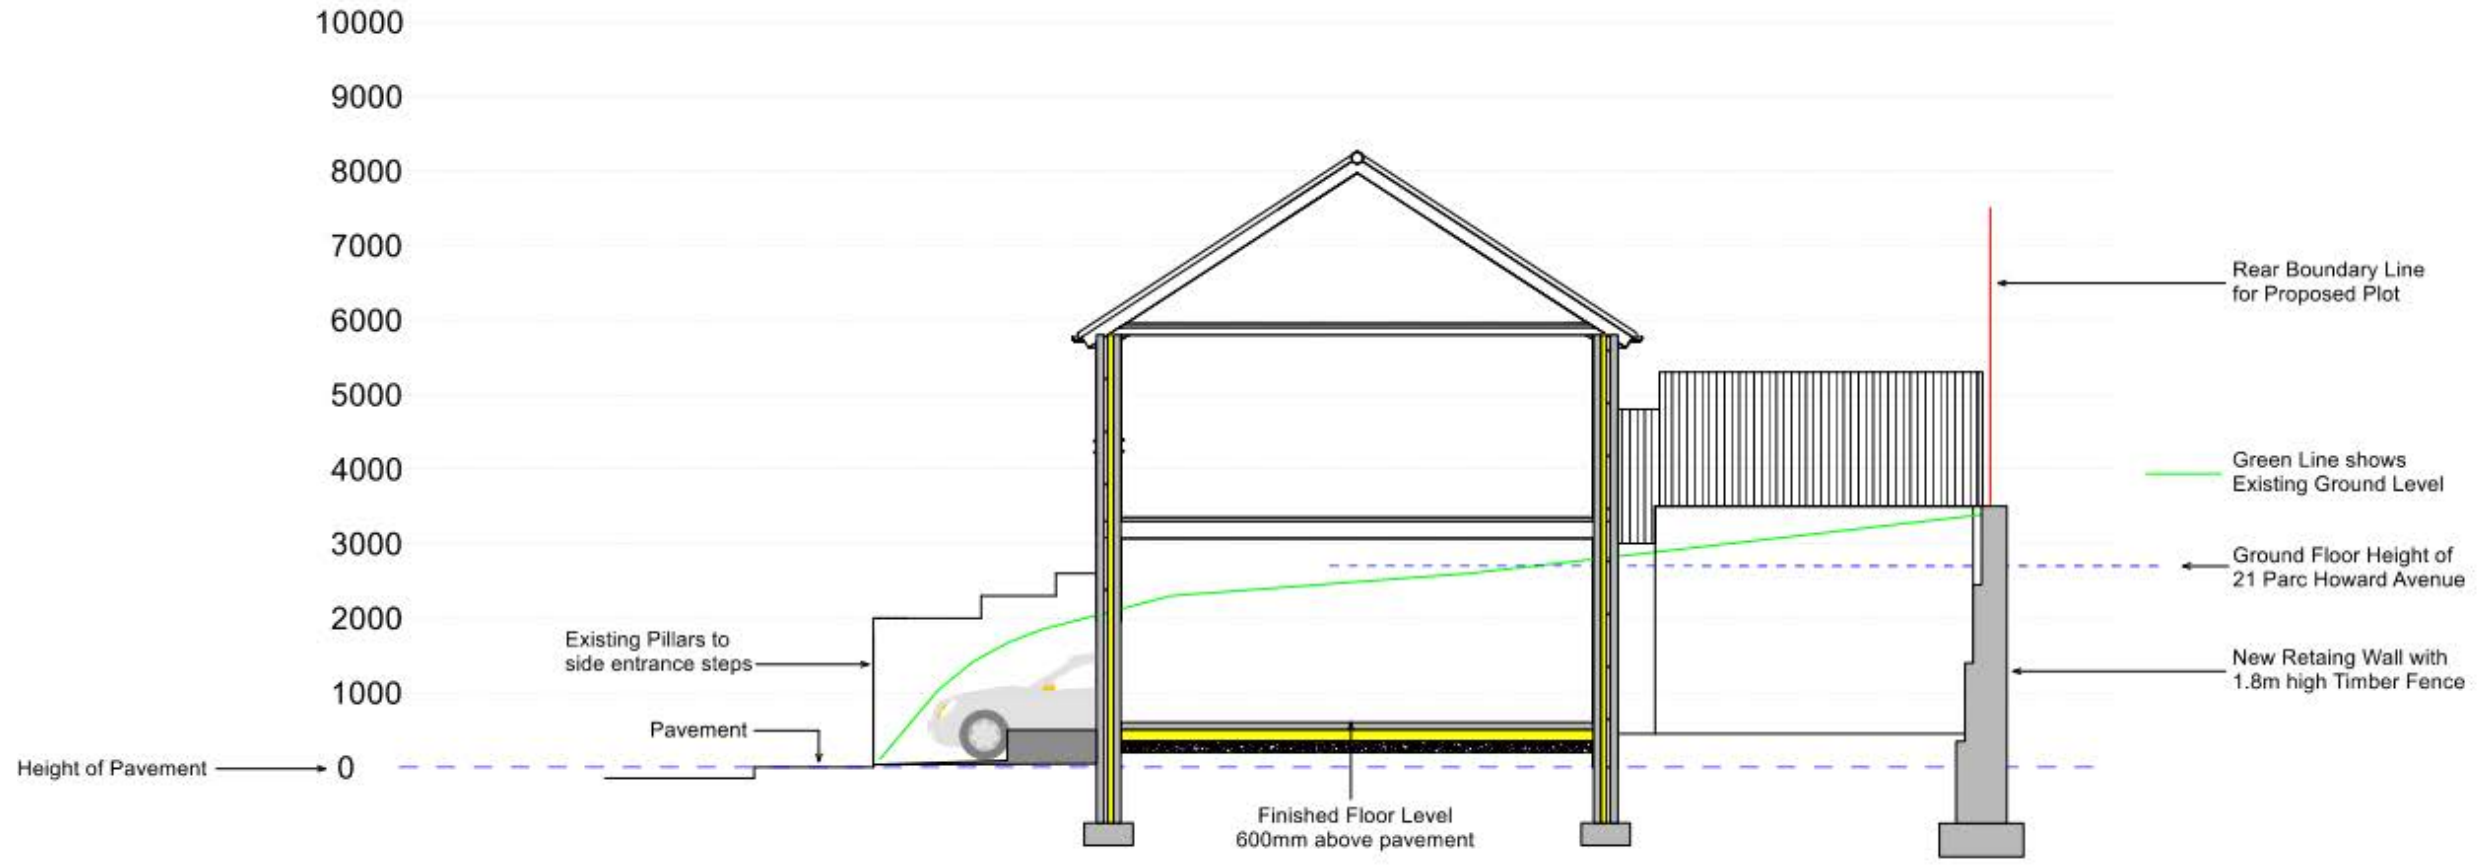 10000
9000
8000
7000
6000
5000
4000
3000
2000
1000
0
Rear Boundary Line
for Proposed Plot
Green Line shows
Existing Ground Level
Ground Floor Height of
21 Parc Howard Avenue
New Retaing Wall with
1.8m high Timber Fence
Existing Pillars to
side entrance steps
Pavement
Height of Pavement
Finished Floor Level
600mm above pavement